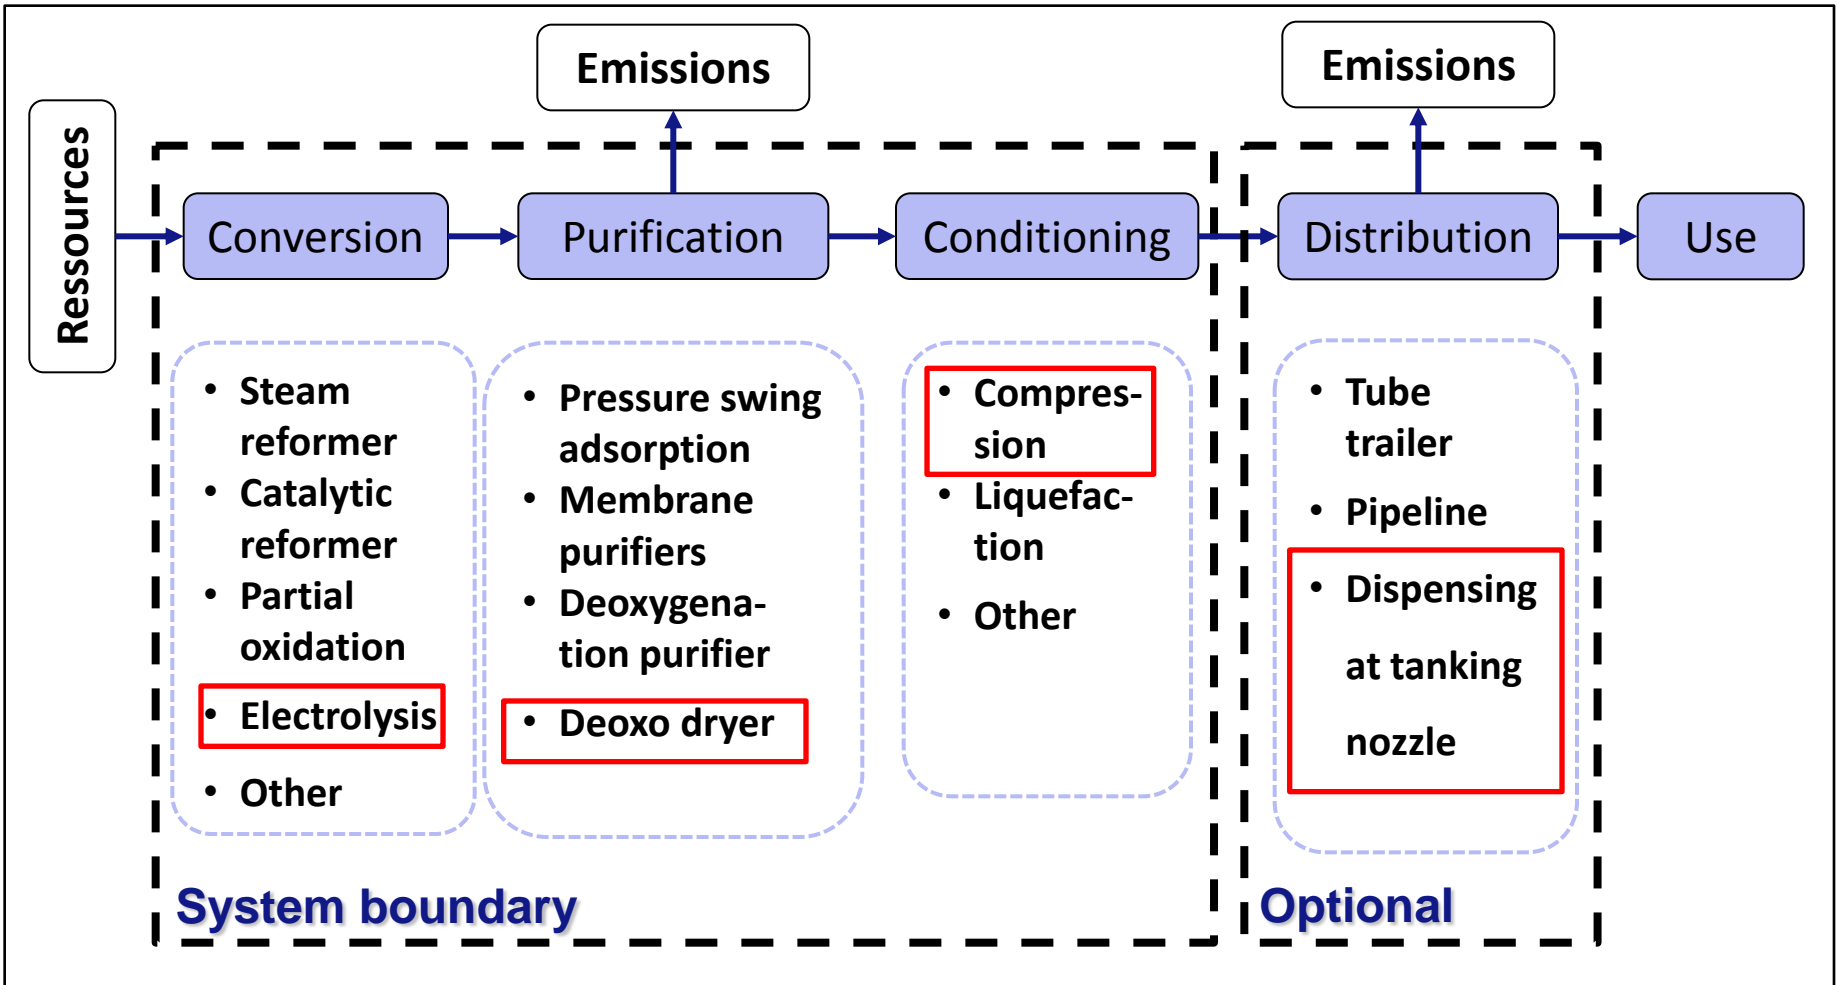 Emissions
Emissions
Ressources
Conversion
Purification
Conditioning
Distribution
Use
• Steam
reformer
• Catalytic
reformer
• Partial
oxidation
• Electrolysis
• Other
• Pressure swing
adsorption
• Membrane
purifiers
• Deoxygena-
tion purifier
• Deoxo dryer
• Compres-
sion
• Liquefac-
tion
• Other
• Tube
trailer
• Pipeline
• Dispensing
at tanking
nozzle
System boundary
Optional